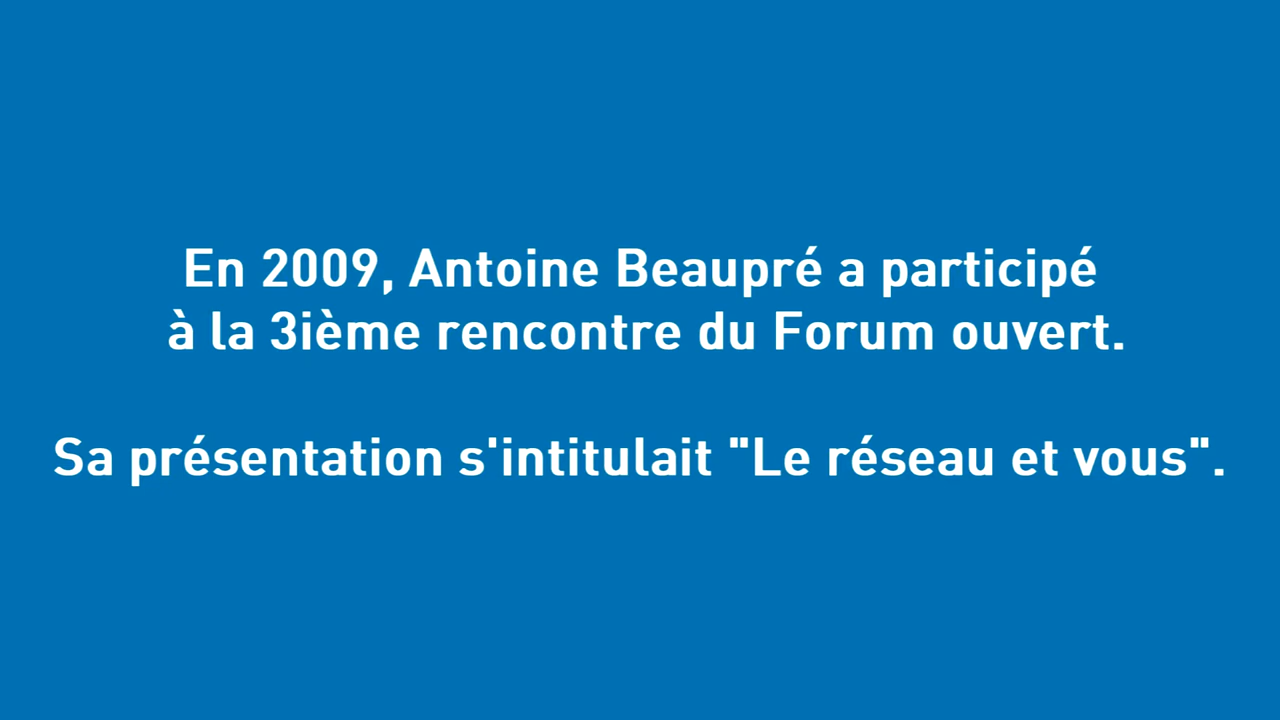 En 2009, Antoine Beaupré a participé
à la 3ième rencontre du Forum ouvert.
Sa présentation s'intitulait "Le réseau et vous".